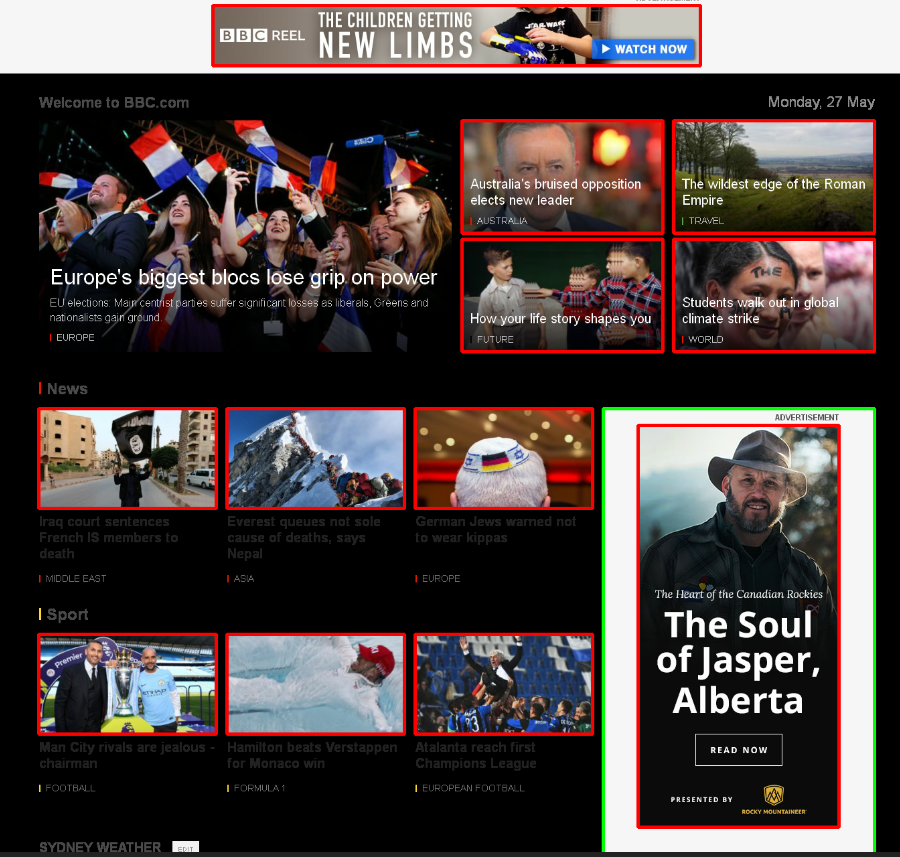 ADVERTISEMENT
BBC REEL
THE CHILDREN GETTING
NEW LIMBS
WATCH NOW
Welcome to BBC.com
Monday, 27 May
Europe's biggest blocs lose grip on power
EU elections: Main centrist parties suffer significant losses as liberals, Greens and
nationalists gain ground.
EUROPE
Australia's bruised opposition
elects new leader
AUSTRALIA
The wildest edge of the Roman
Empire
TRAVEL
How your life story shapes you
FUTURE
THE
Students walk out in global
climate strike
WORLD
News
Iraq court sentences
French IS members to
death
MIDDLE EAST
Everest queues not sole
cause of deaths, says
Nepal
ASIA
German Jews warned not
to wear kippas
EUROPE
Sport
Premier
Man City rivals are jealous -
chairman
FOOTBALL
Hamilton beats Verstappen
for Monaco win
FORMULA 1
Atalanta reach first
Champions League
EUROPEAN FOOTBALL
ADVERTISEMENT
The Heart of the Canadian Rockies
The Soul
of Jasper,
Alberta
READ NOW
PRESENTED BY
ROCKY MOUNTAINEER
SYDNEY WEATHER
EDIT